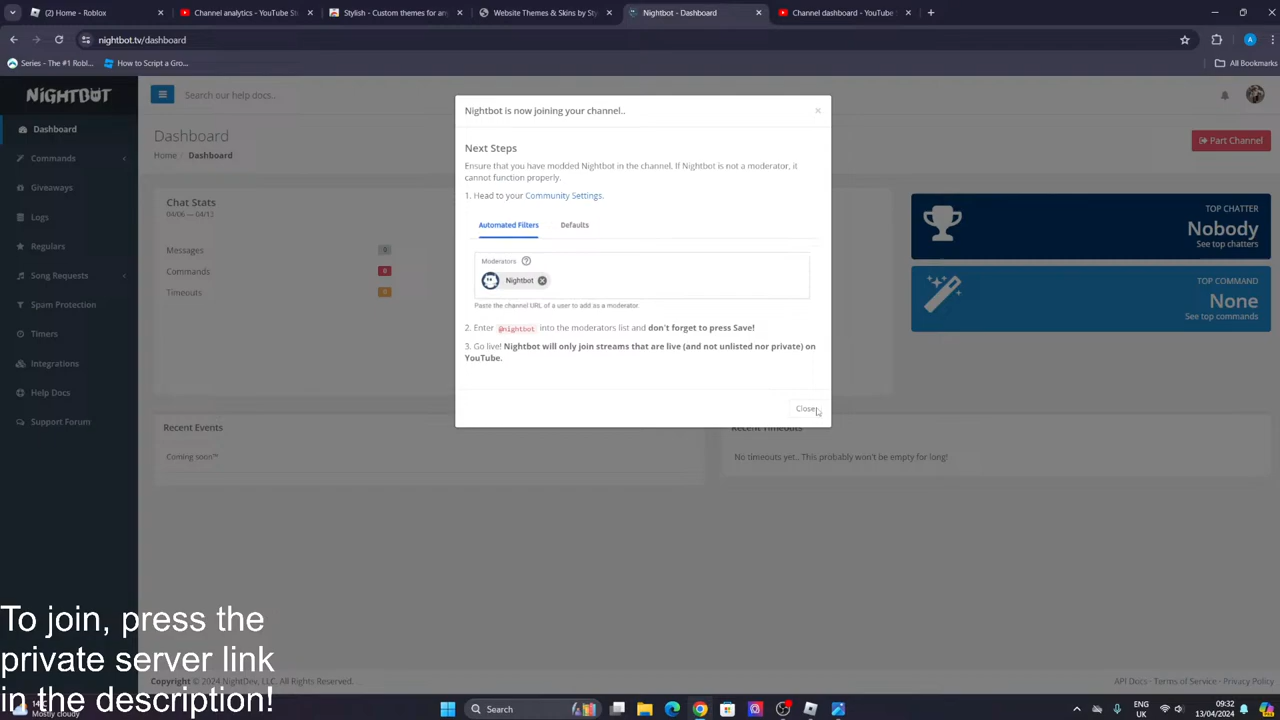 [2] Home - Roblox
Channel analytics - YouTube St
Stylish - Custom themes for an
Website Themes & Skins by St
Nightbot - Dashboard
Channel dashboard - YouTube
nightbot.tv/dashboard
A
Series - The #1 Robl...
How to Script a Gro...
All Bookmarks
NIGHTBOT
Search our help docs..
Dashboard
Commands
Giveaways
Logs
Regulars
Song Requests
Spam Protection
Timers
Integrations
Help Docs
Support Forum
Dashboard
Home / Dashboard
Part Channel
Chat Stats
04/06 — 04/12
Messages 0
Commands 0
Timeouts 0
TOP CHATTER
Nobody
See top chatters
TOP COMMAND
None
See top commands
Nightbot is now joining your channel..
×
Next Steps
Ensure that you have modded Nightbot in the channel. If Nightbot is not a moderator, it
cannot function properly.
1. Head to your Community Settings.
Automated Filters
Defaults
Moderators
Nightbot
Paste the channel URL of a user to add as a moderator.
2. Enter @nightbot into the moderators list and don't forget to press Save!
3. Go live! Nightbot will only join streams that are live (and not unlisted nor private) on
YouTube.
Close
Recent Events
Coming soon™
Recent Timeouts
No timeouts yet.. This probably won't be empty for long!
To join, press the
private server link
in the description!
Copyright © 2024 NightDev, LLC. All Rights Reserved.
API Docs - Terms of Service - Privacy Policy
Mostly cloudy
Search
ENG
UK
09:32
13/04/2024